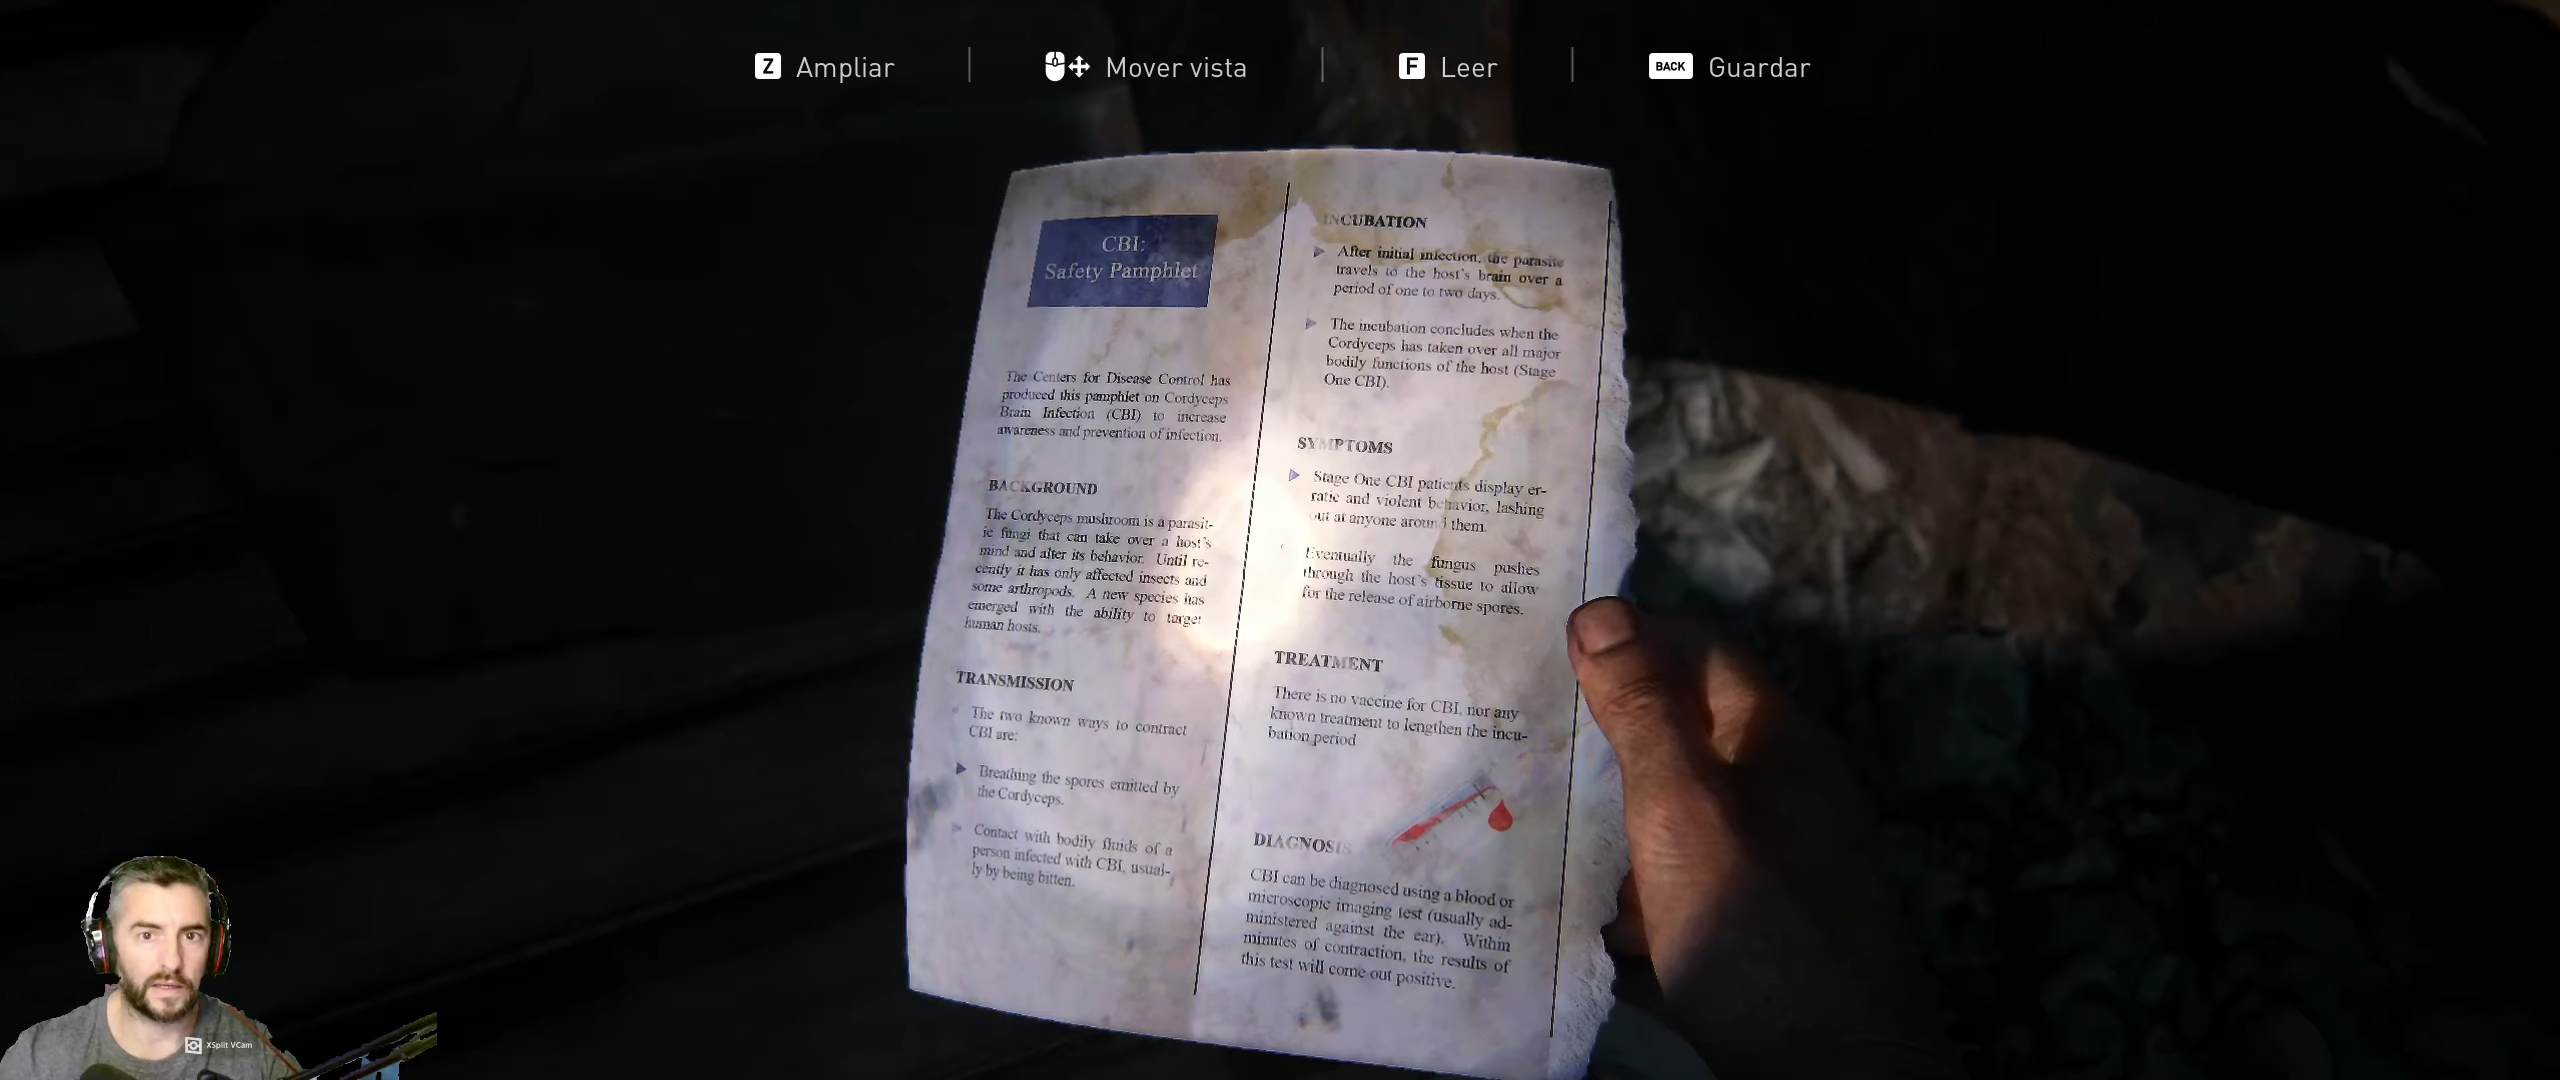 Z Ampliar
Mover vista
F Leer
BACK Guardar
CBI:
Safety Pamphlet
The Centers for Disease Control has
produced this pamphlet on Cordyceps
Brain Infection (CBI) to increase
awareness and prevention of infection.
BACKGROUND
The Cordyceps mushroom is a parasit-
ic fungi that can take over a host's
mind and alter its behavior. Until re-
cently it has only affected insects and
some arthropods. A new species has
emerged with the ability to target
human hosts.
TRANSMISSION
The two known ways to contract
CBI are:
Breathing the spores emitted by
the Cordyceps.
Contact with bodily fluids of a
person infected with CBI, usual-
ly by being bitten.
INCUBATION
After initial infection, the parasite
travels to the host's brain over a
period of one to two days.
The incubation concludes when the
Cordyceps has taken over all major
bodily functions of the host (Stage
One CBI).
SYMPTOMS
Stage One CBI patients display er-
ratic and violent behavior, lashing
out at anyone around them.
Eventually the fungus pushes
through the host's tissue to allow
for the release of airborne spores.
TREATMENT
There is no vaccine for CBI, nor any
known treatment to lengthen the incu-
bation period
DIAGNOSIS
CBI can be diagnosed using a blood or
microscopic imaging test (usually ad-
ministered against the ear). Within
minutes of contraction, the results of
this test will come out positive.
XSplit VCam